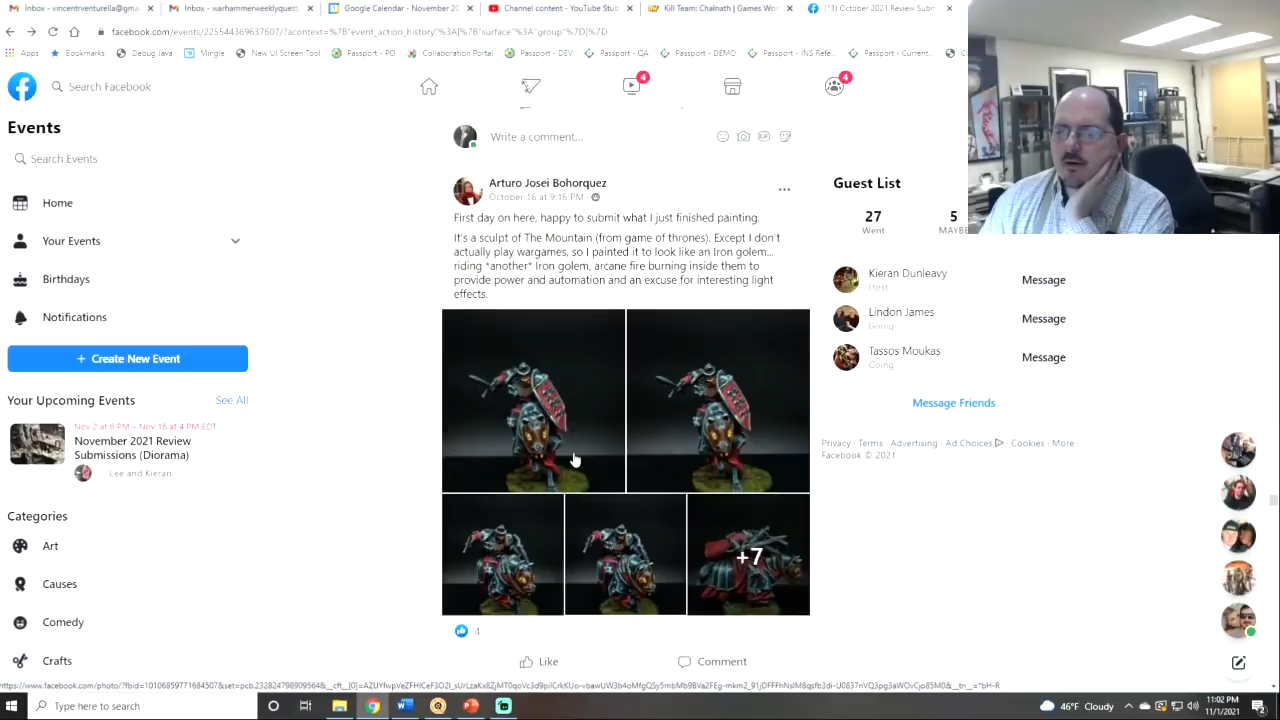 Inbox - vincentrventurella@gma
Inbox - warhammerweeklyquest
Google Calendar - November 20
Channel content - YouTube Stud
Kill Team: Chalnath | Games Wor
(13) October 2021 Review Subm
facebook.com/events/225544369637607/?acontext=%7B"event_action_history"%3A[%7B"surface"%3A"group"%7D]%7D
Apps
Bookmarks
Debug Java
Mingle
New UI Screen Tool
Passport - PO
Collaboration Portal
Passport - DEV
Passport - QA
Passport - DEMO
Passport - INS Refe...
Passport - Current...
Search Facebook
4
4
Events
Search Events
Home
Your Events
Birthdays
Notifications
+ Create New Event
Your Upcoming Events
See All
Nov 2 at 6 PM – Nov 16 at 4 PM EDT
November 2021 Review
Submissions (Diorama)
Lee and Kieran
Categories
Art
Causes
Comedy
Crafts
Write a comment...
Arturo Josei Bohorquez
October 16 at 9:16 PM ·
First day on here, happy to submit what I just finished painting.
It's a sculpt of The Mountain (from game of thrones). Except I don't
actually play wargames, so I painted it to look like an Iron golem...
riding *another* Iron golem, arcane fire burning inside them to
provide power and automation and an excuse for interesting light
effects.
+7
4
Like
Comment
Guest List
27
Went
5
MAYBE
Kieran Dunleavy
Host
Message
Lindon James
Going
Message
Tassos Moukas
Going
Message
Message Friends
Privacy · Terms · Advertising · Ad Choices · Cookies · More ·
Facebook © 2021
Type here to search
46°F Cloudy
11:02 PM
11/1/2021
2